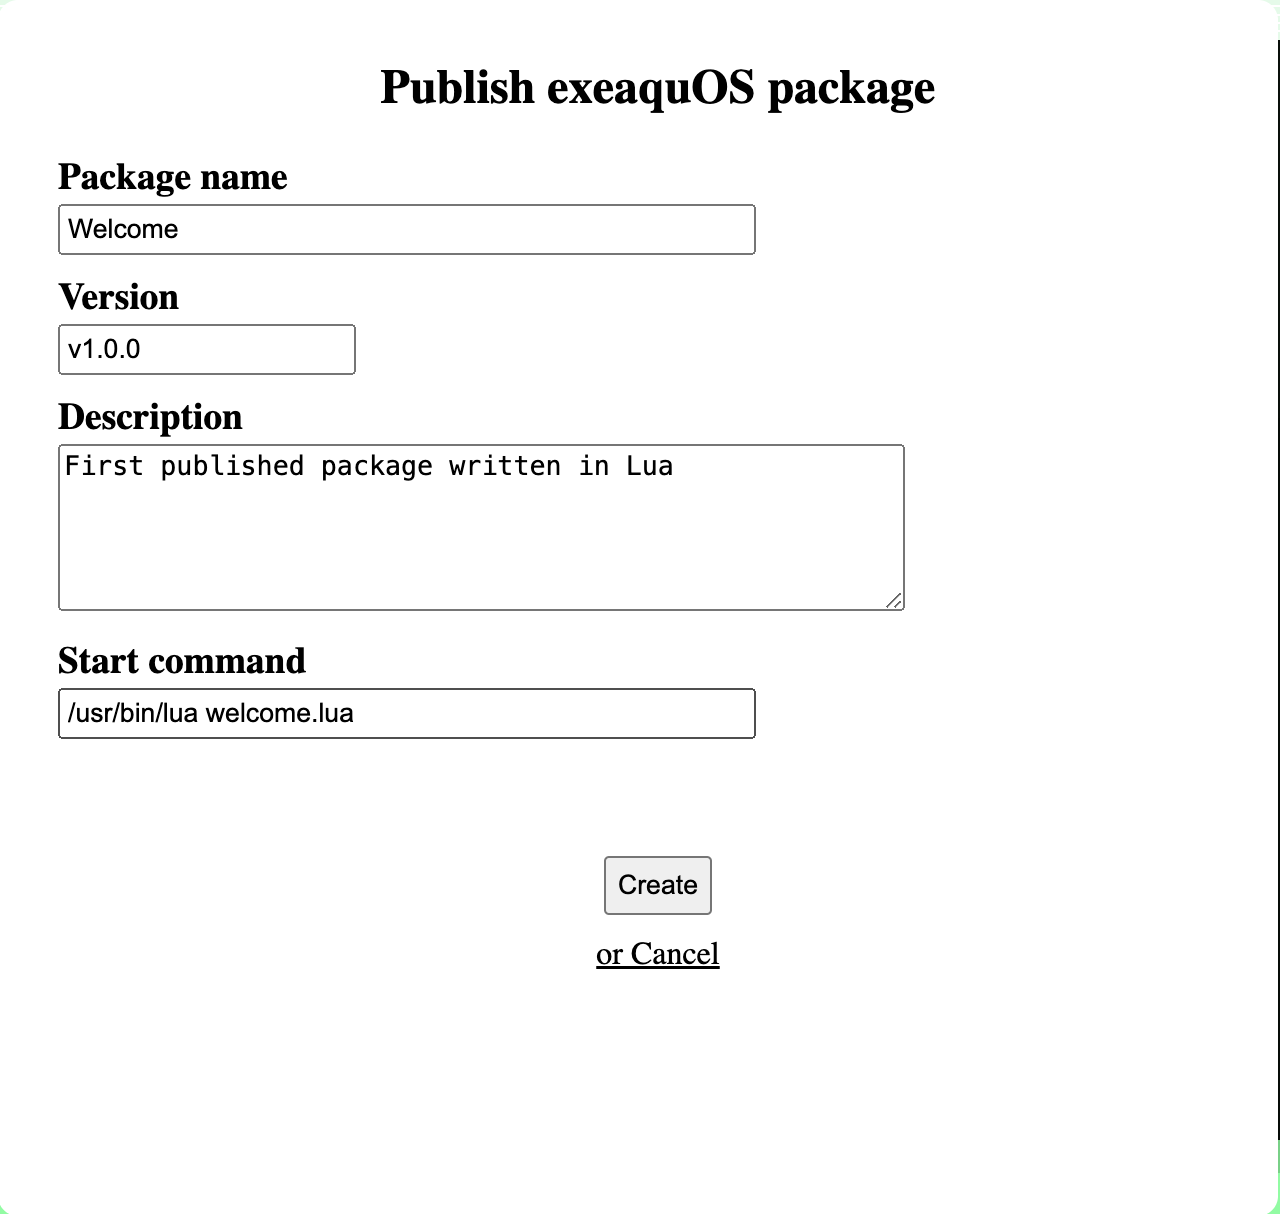 Publish exeaquOS package
Package name
Welcome
Version
v1.0.0
Description
First published package written in Lua
Start command
/usr/bin/lua welcome.lua
Create
or Cancel